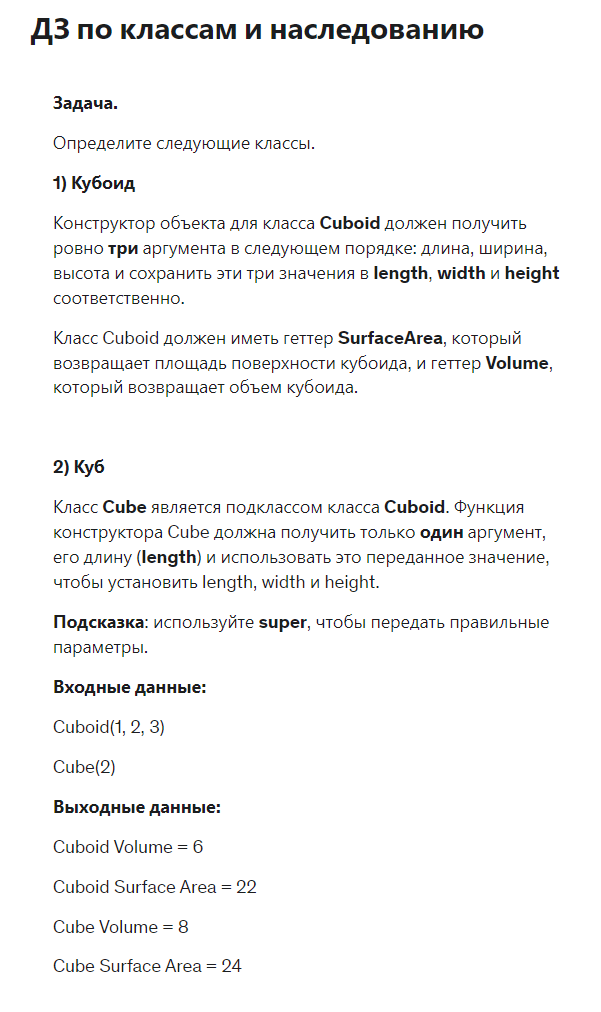 ДЗ по классам и наследованию
Задача.
Определите следующие классы.
1) Кубоид
Конструктор объекта для класса Cuboid должен получить
ровно три аргумента в следующем порядке: длина, ширина,
высота и сохранить эти три значения в length, width и height
соответственно.
Класс Cuboid должен иметь геттер SurfaceArea, который
возвращает площадь поверхности кубоида, и геттер Volume,
который возвращает объем кубоида.
2) Куб
Класс Cube является подклассом класса Cuboid. Функция
конструктора Cube должна получить только один аргумент,
его длину (length) и использовать это переданное значение,
чтобы установить length, width и height.
Подсказка: используйте super, чтобы передать правильные
параметры.
Входные данные:
Cuboid(1, 2, 3)
Cube(2)
Выходные данные:
Cuboid Volume = 6
Cuboid Surface Area = 22
Cube Volume = 8
Cube Surface Area = 24